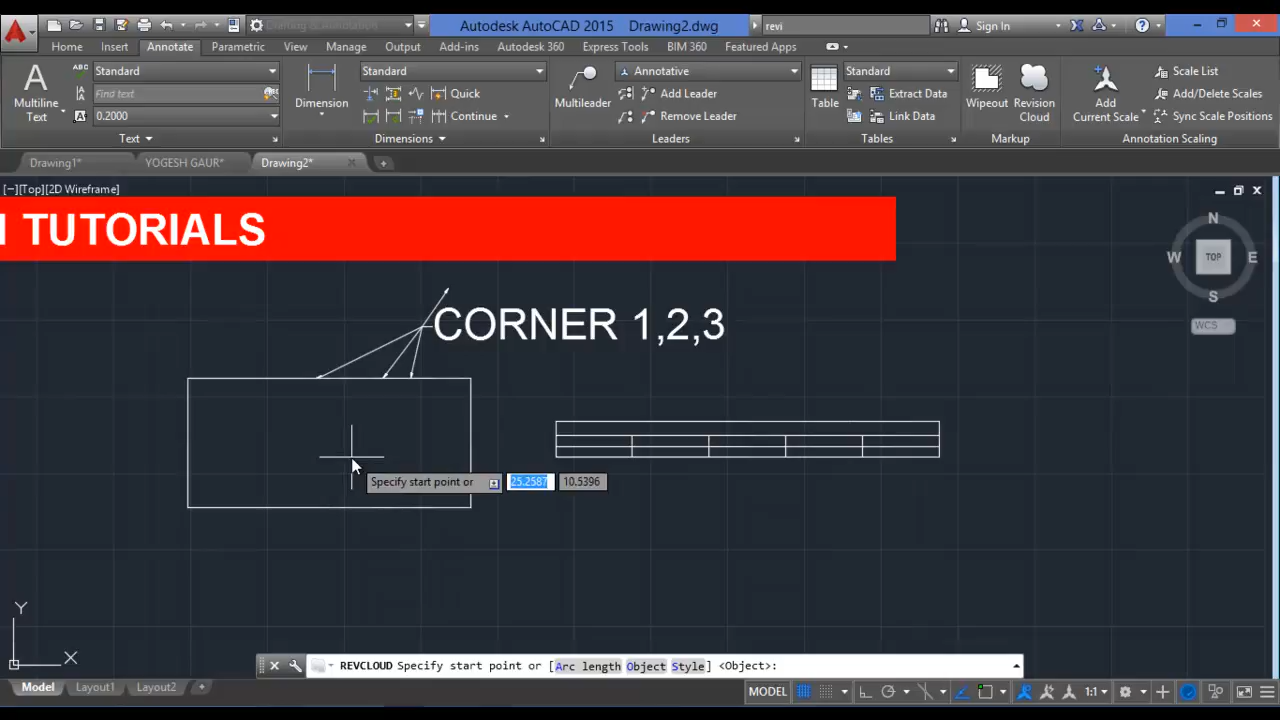 Autodesk AutoCAD 2015 Drawing2.dwg
revi
Sign In
Home Insert Annotate Parametric View Manage Output Add-ins Autodesk 360 Express Tools BIM 360 Featured Apps
A
Multiline
Text
ABC
Standard
Find text
0.2000
Text
Dimension
Standard
Quick
Continue
Dimensions
Multileader
Annotative
Add Leader
Remove Leader
Leaders
Table
Standard
Extract Data
Link Data
Tables
Wipeout
Revision
Cloud
Markup
Add
Current Scale
Scale List
Add/Delete Scales
Sync Scale Positions
Annotation Scaling
Drawing1* YOGESH GAUR* Drawing2*
[−][Top][2D Wireframe]
TUTORIALS
N
W TOP E
S
WCS
CORNER 1,2,3
Specify start point or 25.2587 10.5396
Y
X
REVCLOUD Specify start point or [Arc length Object Style] <Object>:
Model Layout1 Layout2 +
MODEL
1:1